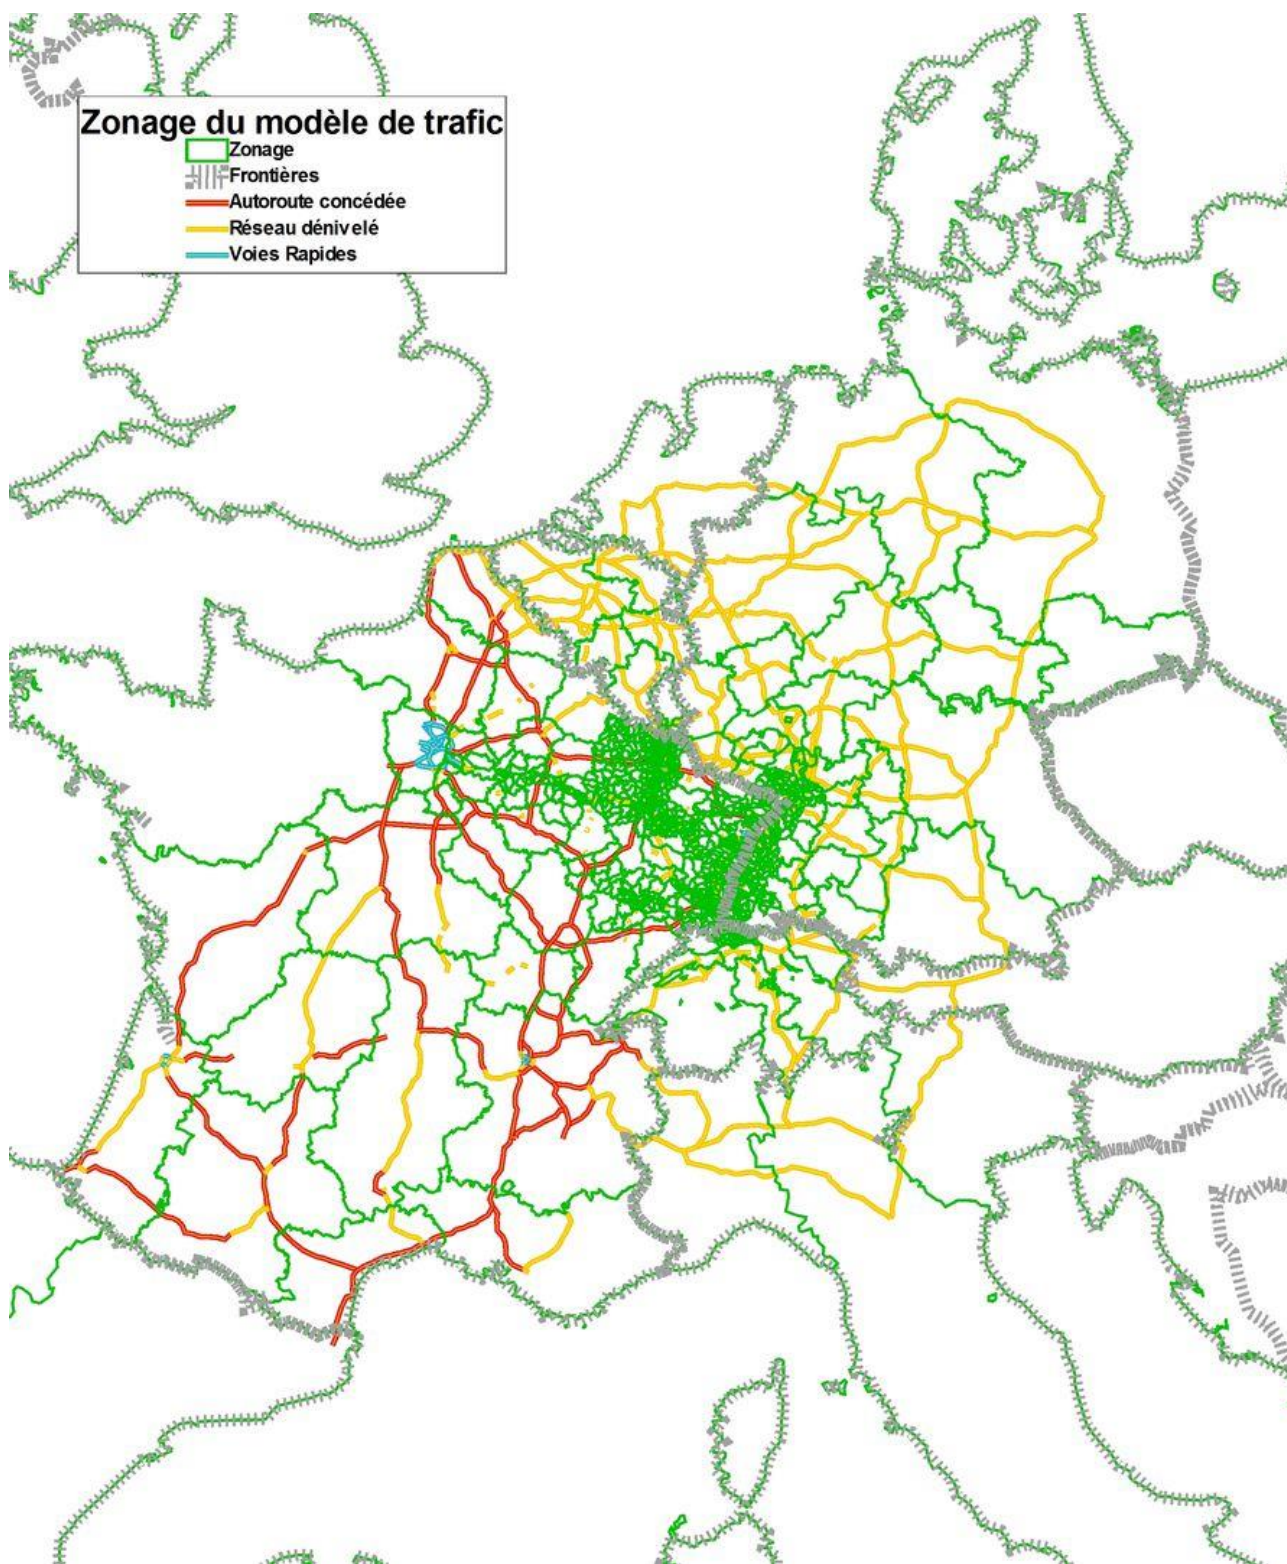 Zonage du modèle de trafic
Zonage
Frontières
Autoroute concédée
Réseau dénivelé
Voies Rapides